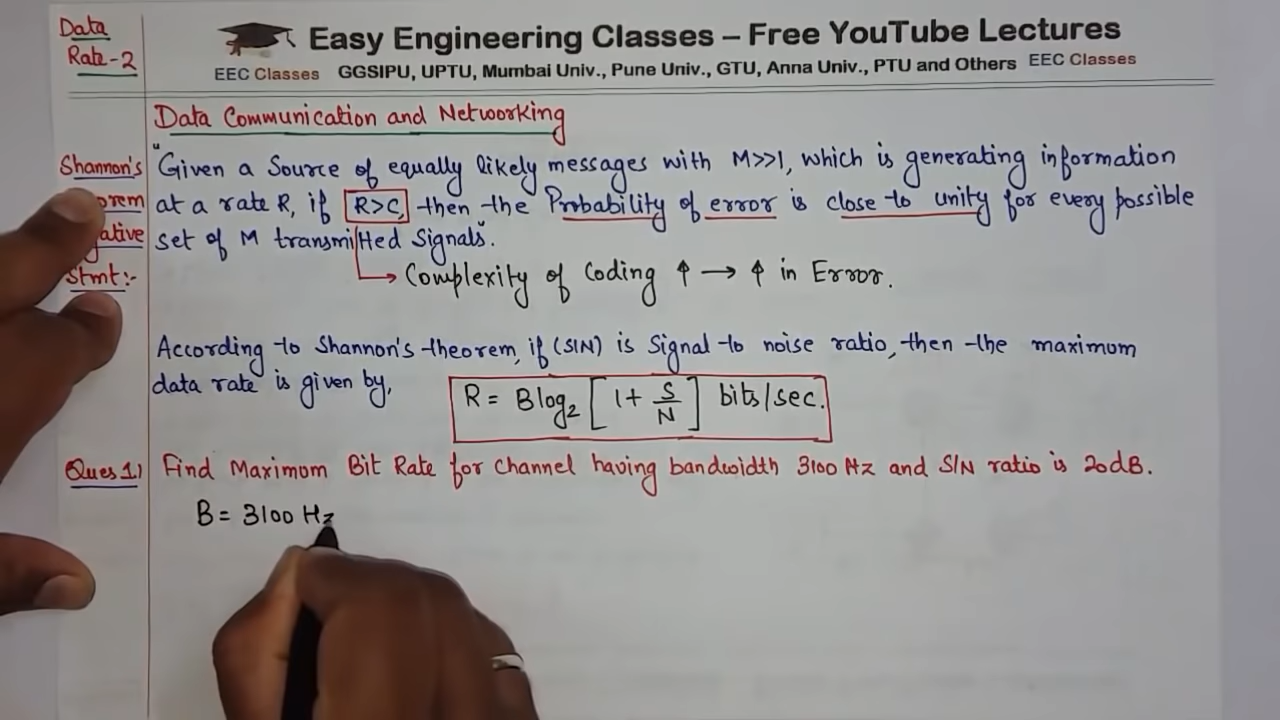 Data
Rate-2
Easy Engineering Classes – Free YouTube Lectures
EEC Classes GGSIPU, UPTU, Mumbai Univ., Pune Univ., GTU, Anna Univ., PTU and Others EEC Classes
Data Communication and Networking
Shannon's "Given a Source of equally likely messages with M>>1, which is generating information
orem at a rate R, if R>C, then the Probability of error is close to unity for every possible
ative set of M transmitted Signals".
Stmt:-
→ Complexity of Coding ↑ → ↑ in Error.
According to Shannon's theorem, if (S/N) is Signal to noise ratio, then the maximum
data rate is given by,
R = B log₂ [1 + S/N] bits/sec.
Ques 1.) Find Maximum Bit Rate for Channel having bandwidth 3100 Hz and S/N ratio is 20dB.
B = 3100 Hz